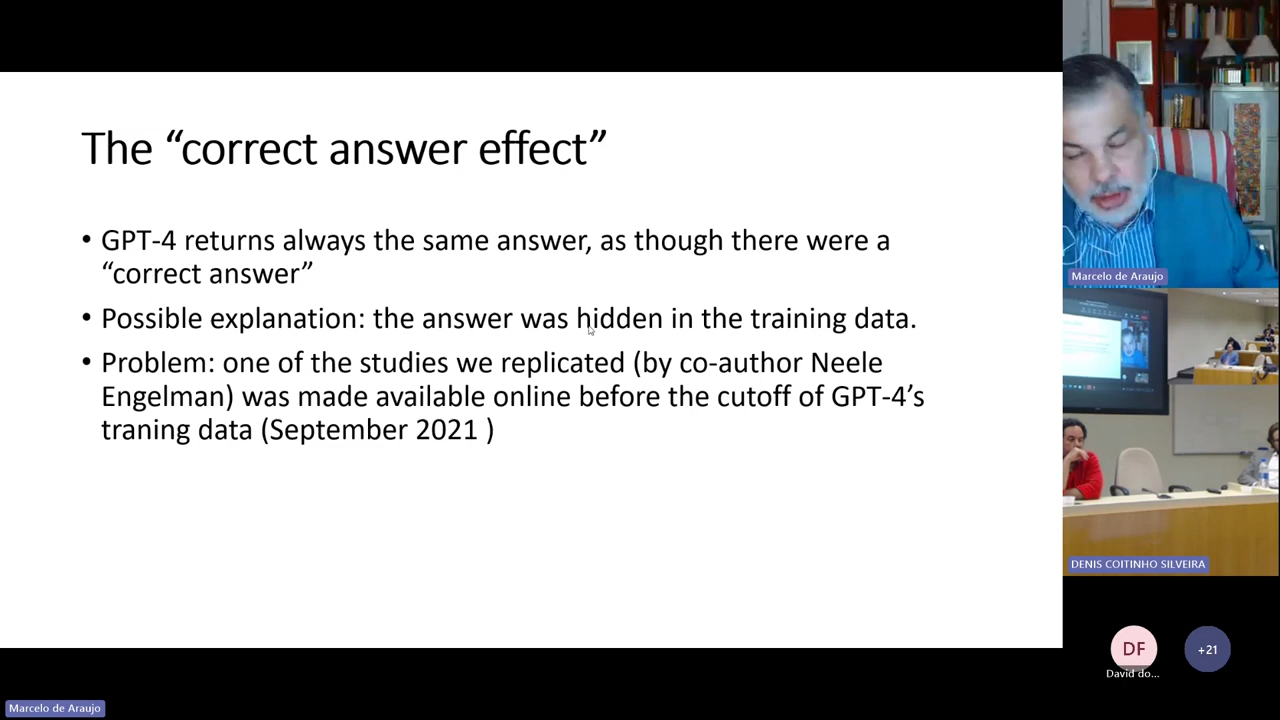 The “correct answer effect”
• GPT-4 returns always the same answer, as though there were a
“correct answer”
• Possible explanation: the answer was hidden in the training data.
• Problem: one of the studies we replicated (by co-author Neele
Engelman) was made available online before the cutoff of GPT-4’s
traning data (September 2021 )
Marcelo de Araujo
DENIS COITINHO SILVEIRA
DF
David do...
+21
Marcelo de Araujo